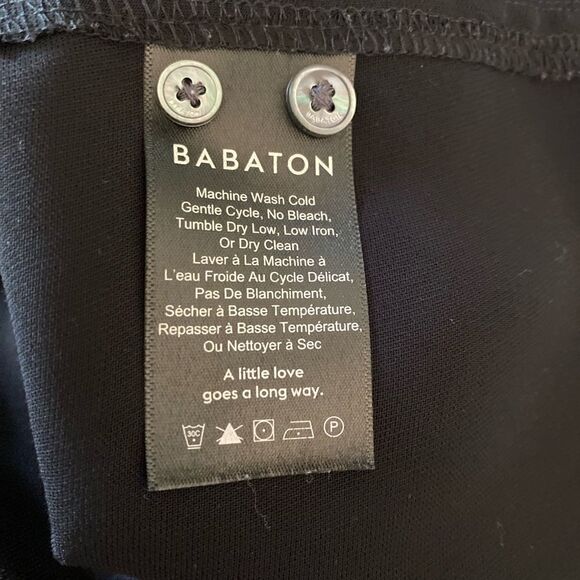 BABATON
BABATON
Machine Wash Cold
Gentle Cycle, No Bleach,
Tumble Dry Low, Low Iron,
Or Dry Clean
Laver à La Machine à
L'eau Froide Au Cycle Délicat,
Pas De Blanchiment,
Sécher à Basse Température,
Repasser à Basse Température,
Ou Nettoyer à Sec
A little love
goes a long way.
30C P